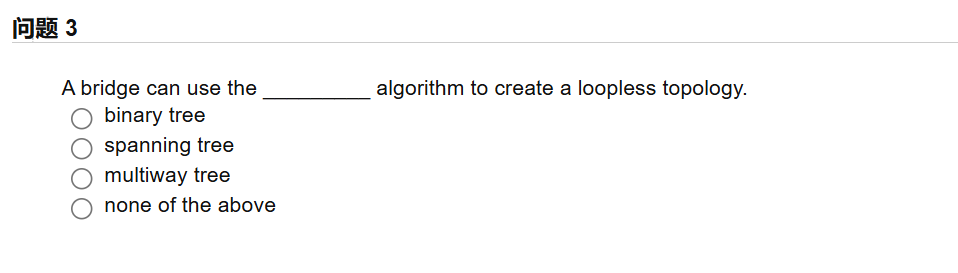 问题 3
A bridge can use the _________ algorithm to create a loopless topology.
binary tree
spanning tree
multiway tree
none of the above